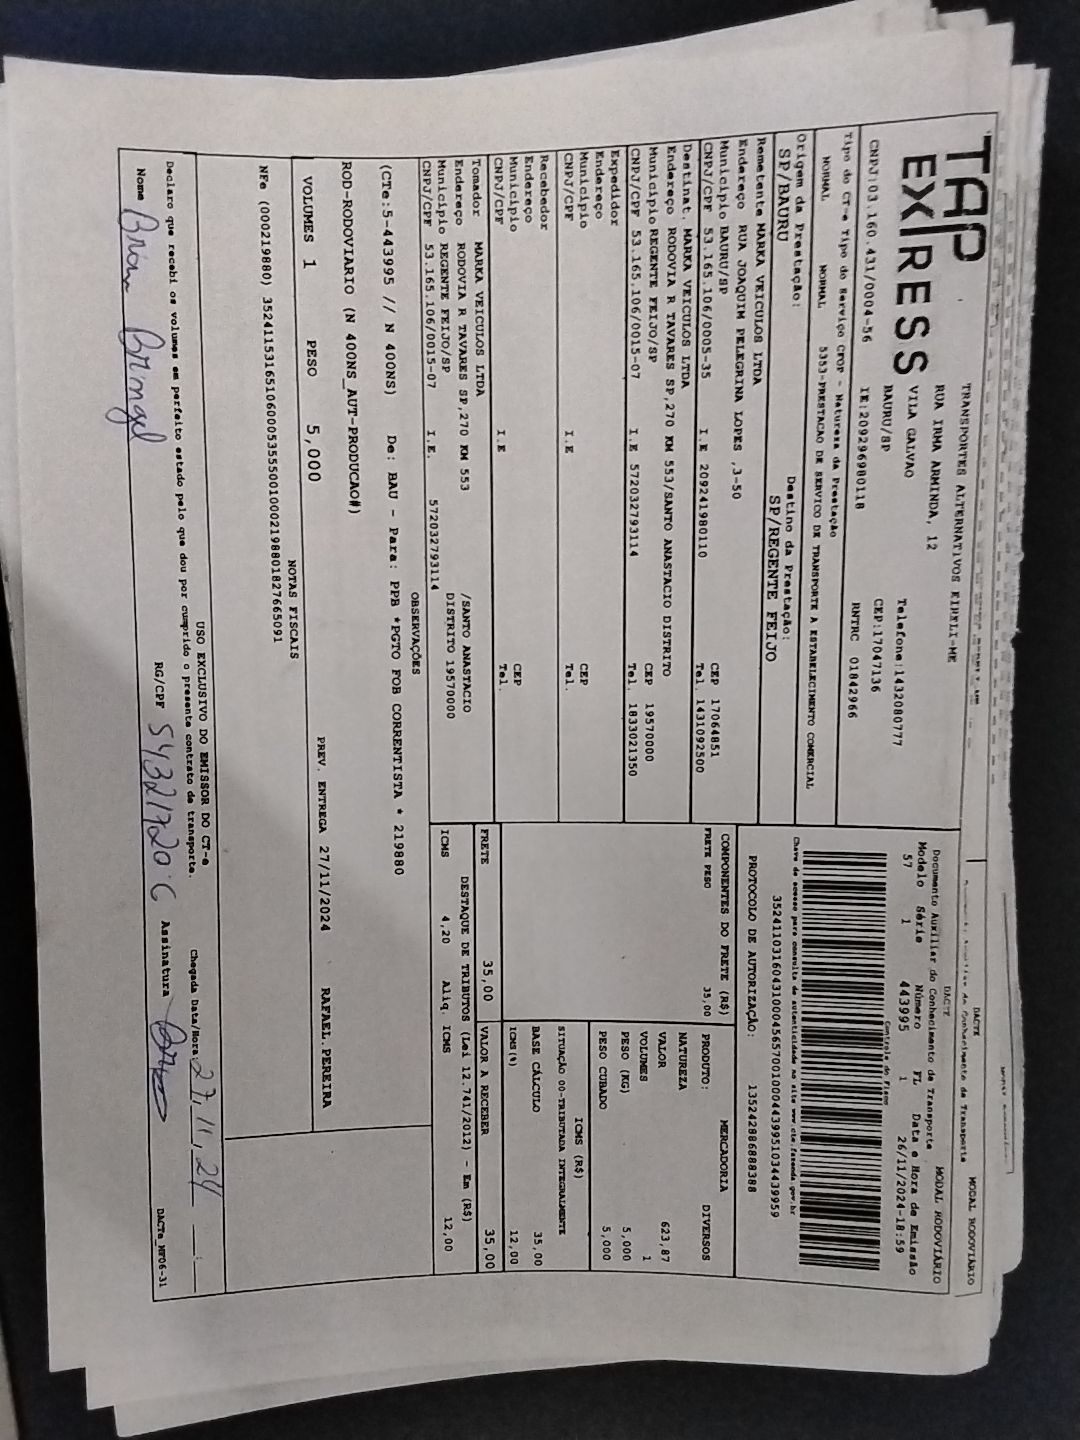 TAP EXPRESS
TRANSPORTES ALTERNATIVOS EIRELI-ME
RUA IRMA ARMINDA, 12
VILA GALVAO
BAURU/SP
Telefone:1432080777
CEP:17047136
CNPJ:03.160.431/0004-56 IE:209296980118 RNTRC 01842966
DACTE MODAL RODOVIÁRIO
Documento Auxiliar do Conhecimento de Transporte
Modelo Série Número FL Data e Hora de Emissão
57 1 443995 1 26/11/2024-18:59
Controle do Fisco
Tipo do CT-e Tipo do Serviço CFOP - Natureza da Prestação
NORMAL NORMAL 5353-PRESTACAO DE SERVICO DE TRANSPORTE A ESTABELECIMENTO COMERCIAL
Chave de acesso para consulta de autenticidade no site www.cte.fazenda.gov.br
35241103160431000456570010004439951034439959
PROTOCOLO DE AUTORIZAÇÃO: 135242986888388
Origem da Prestação: Destino da Prestação:
SP/BAURU SP/REGENTE FEIJO
Remetente MARKA VEICULOS LTDA
Endereço RUA JOAQUIM PELEGRINA LOPES ,3-50
Município BAURU/SP CEP 17064851
CNPJ/CPF 53.165.106/0005-35 I.E 209241980110 Tel. 1431092500
Destinat. MARKA VEICULOS LTDA
Endereço RODOVIA R TAVARES SP,270 KM 553/SANTO ANASTACIO DISTRITO
Município REGENTE FEIJO/SP CEP 19570000
CNPJ/CPF 53.165.106/0015-07 I.E 572032793114 Tel. 1833021350
Expedidor
Endereço
Município CEP
CNPJ/CPF I.E Tel.
Recebedor
Endereço
Município CEP
CNPJ/CPF I.E Tel.
Tomador MARKA VEICULOS LTDA
Endereço RODOVIA R TAVARES SP,270 KM 553 /SANTO ANASTACIO
Município REGENTE FEIJO/SP DISTRITO 19570000
CNPJ/CPF 53.165.106/0015-07 I.E. 572032793114
COMPONENTES DO FRETE (R$)
FRETE PESO 35,00
PRODUTO: MERCADORIA DIVERSOS
NATUREZA
VALOR 623,87
VOLUMES 1
PESO (KG) 5,000
PESO CUBADO 5,000
ICMS (R$)
SITUAÇÃO 00-TRIBUTADA INTEGRALMENTE
BASE CÁLCULO 35,00
ICMS(%) 12,00
FRETE 35,00 VALOR A RECEBER 35,00
DESTAQUE DE TRIBUTOS (Lei 12.741/2012) - Em (R$)
ICMS 4,20 Aliq. ICMS 12,00
OBSERVAÇÕES
(CTe:5-443995 // N 400NS) De: BAU - Para: PPB *PGTO FOB CORRENTISTA * 219880
ROD-RODOVIARIO (N 400NS_AUT-PRODUCAO#)
VOLUMES 1 PESO 5,000 PREV. ENTREGA 27/11/2024 RAFAEL.PEREIRA
NOTAS FISCAIS
NFe (000219880) 35241153165106000535550010002198801827665091
USO EXCLUSIVO DO EMISSOR DO CT-e
Declaro que recebi os volumes em perfeito estado pelo que dou por cumprido o presente contrato de transporte.
Chegada Data/Hora 27, 11, 24 __:__
Nome RG/CPF Assinatura
DACTe_MF06-31